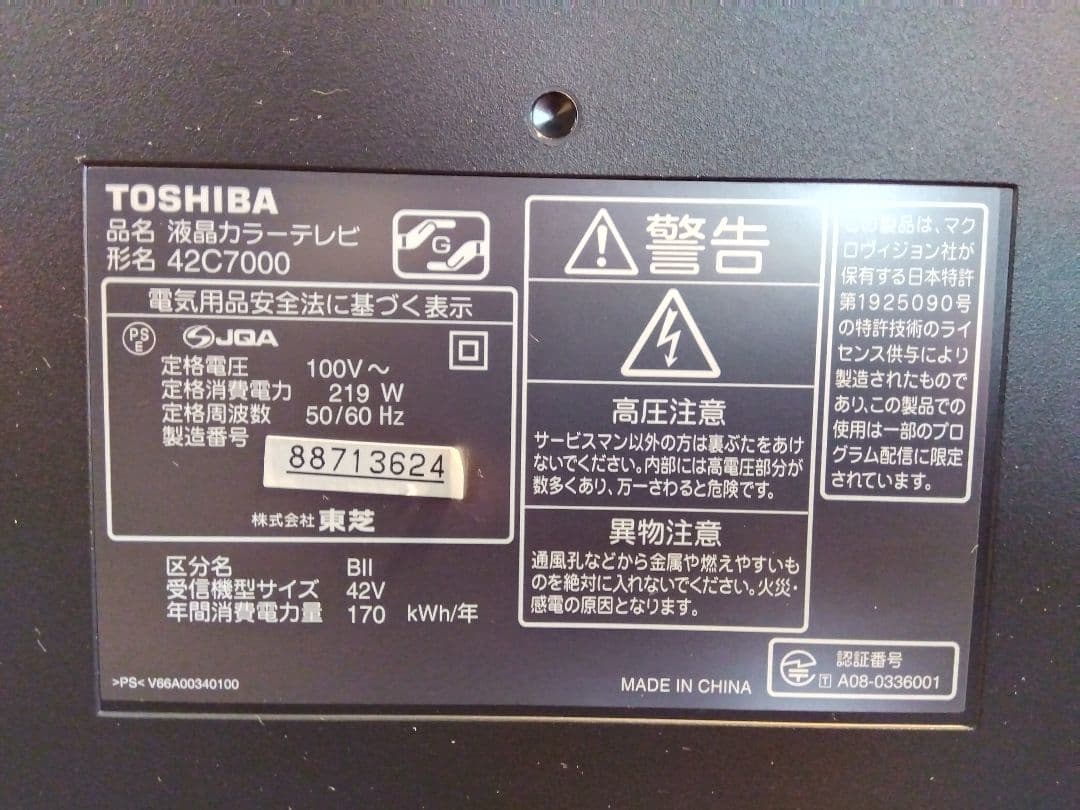 TOSHIBA
品名 液晶カラーテレビ
形名 42C7000
G
電気用品安全法に基づく表示
PS
E
JQA
定格電圧 100V～
定格消費電力 219 W
定格周波数 50/60 Hz
製造番号
88713624
株式会社 東芝
区分名 BII
受信機型サイズ 42V
年間消費電力量 170 kWh/年
>PS< V66A00340100
警告
高圧注意
サービスマン以外の方は裏ぶたをあけ
ないでください。内部には高電圧部分が
数多くあり、万一さわると危険です。
異物注意
通風孔などから金属や燃えやすいも
のを絶対に入れないでください。火災・
感電の原因となります。
この製品は、マク
ロヴィジョン社が
保有する日本特許
第1925090号
の特許技術のライ
センス供与により
製造されたもので
あり、この製品での
使用は一部のプロ
グラム配信に限定
されています。
MADE IN CHINA
認証番号
T A08-0336001